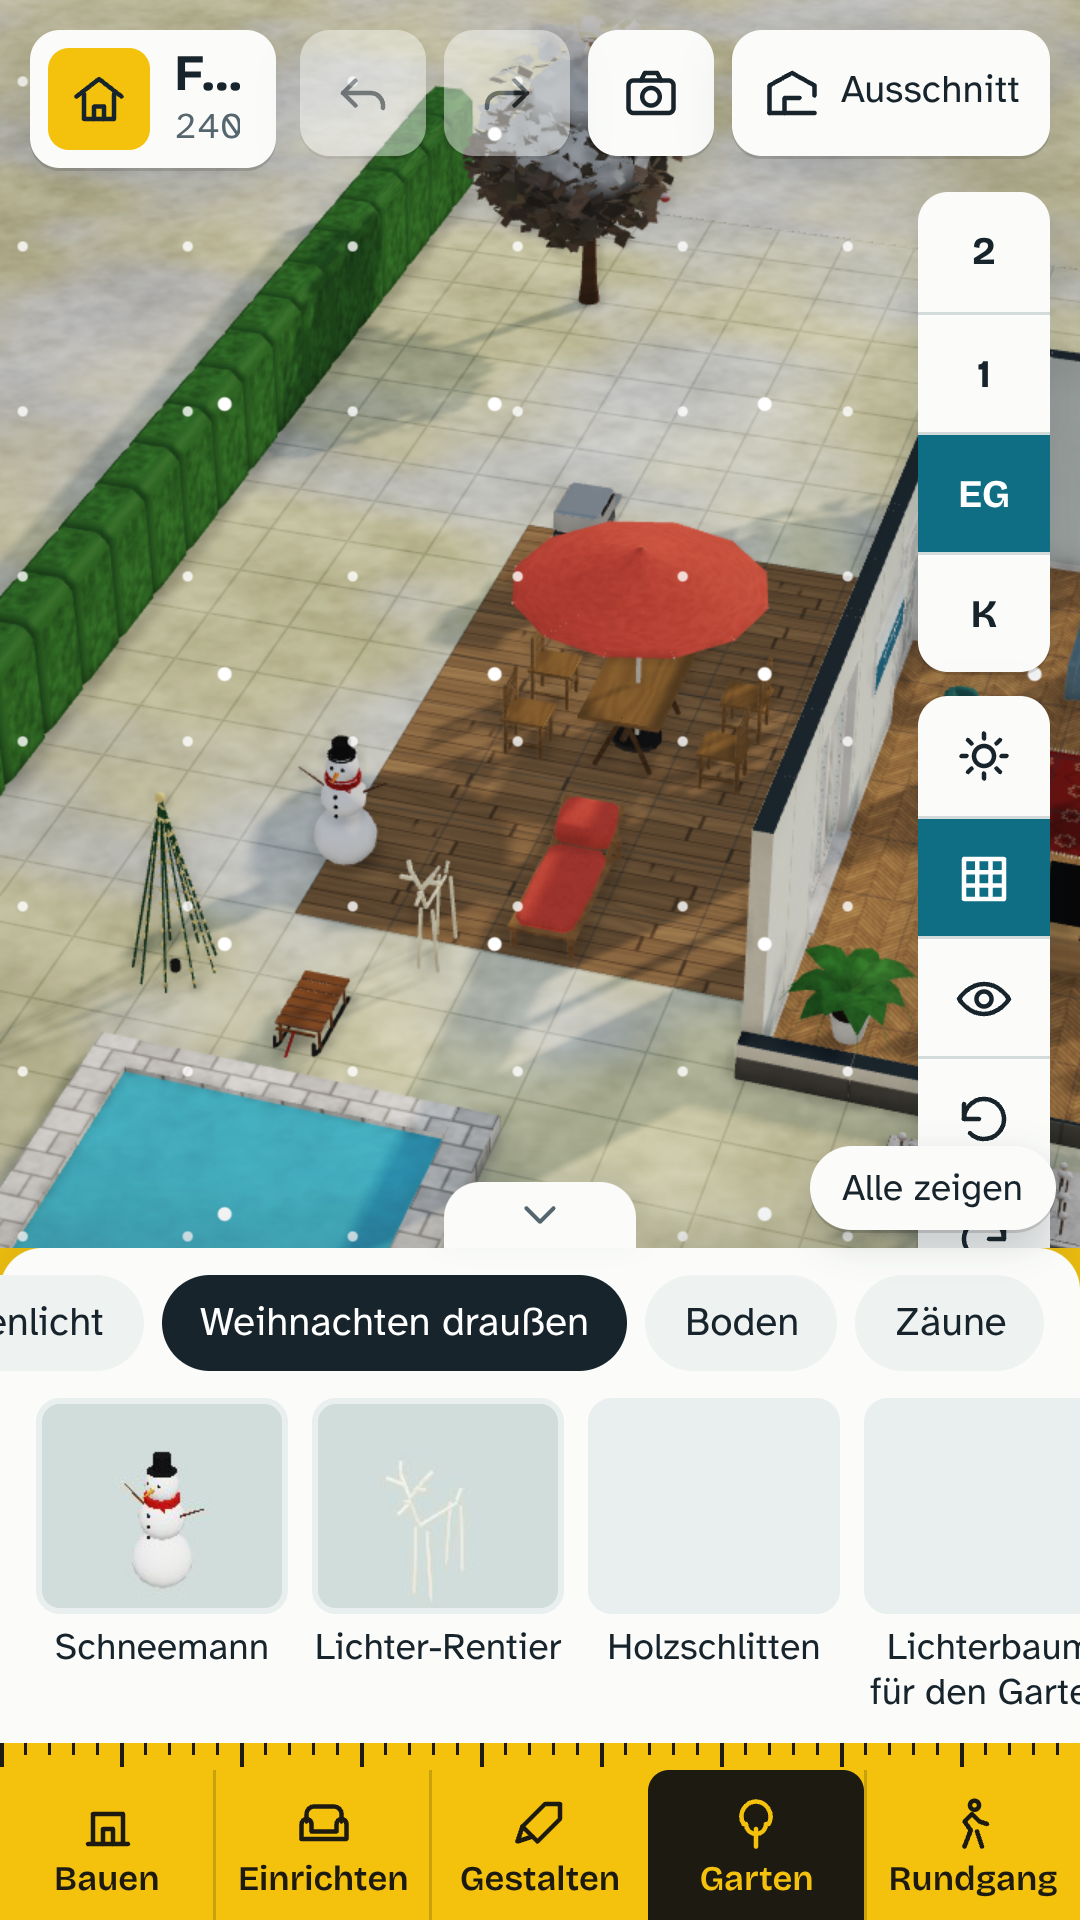 F...
240
Ausschnitt
2
1
EG
K
Alle zeigen
enlicht
Weihnachten draußen
Boden
Zäune
Schneemann
Lichter-Rentier
Holzschlitten
Lichterbaum
für den Garte
Bauen
Einrichten
Gestalten
Garten
Rundgang